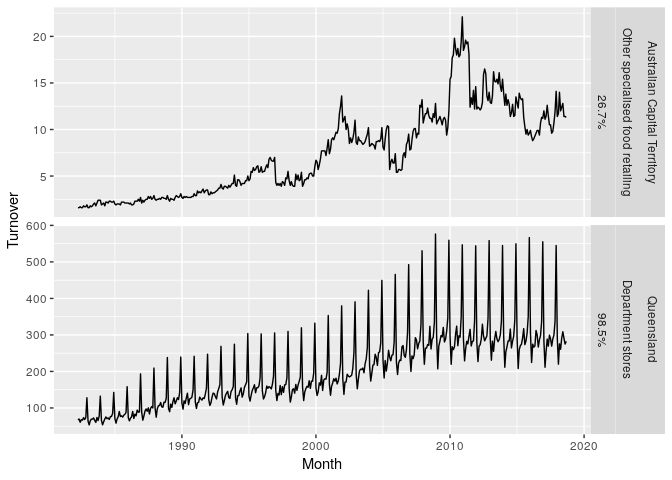 Turnover
20
15
10
5
Australian Capital Territory
Other specialised food retailing
26.7%
600
500
400
300
200
100
Queensland
Department stores
98.5%
1990
2000
2010
2020
Month